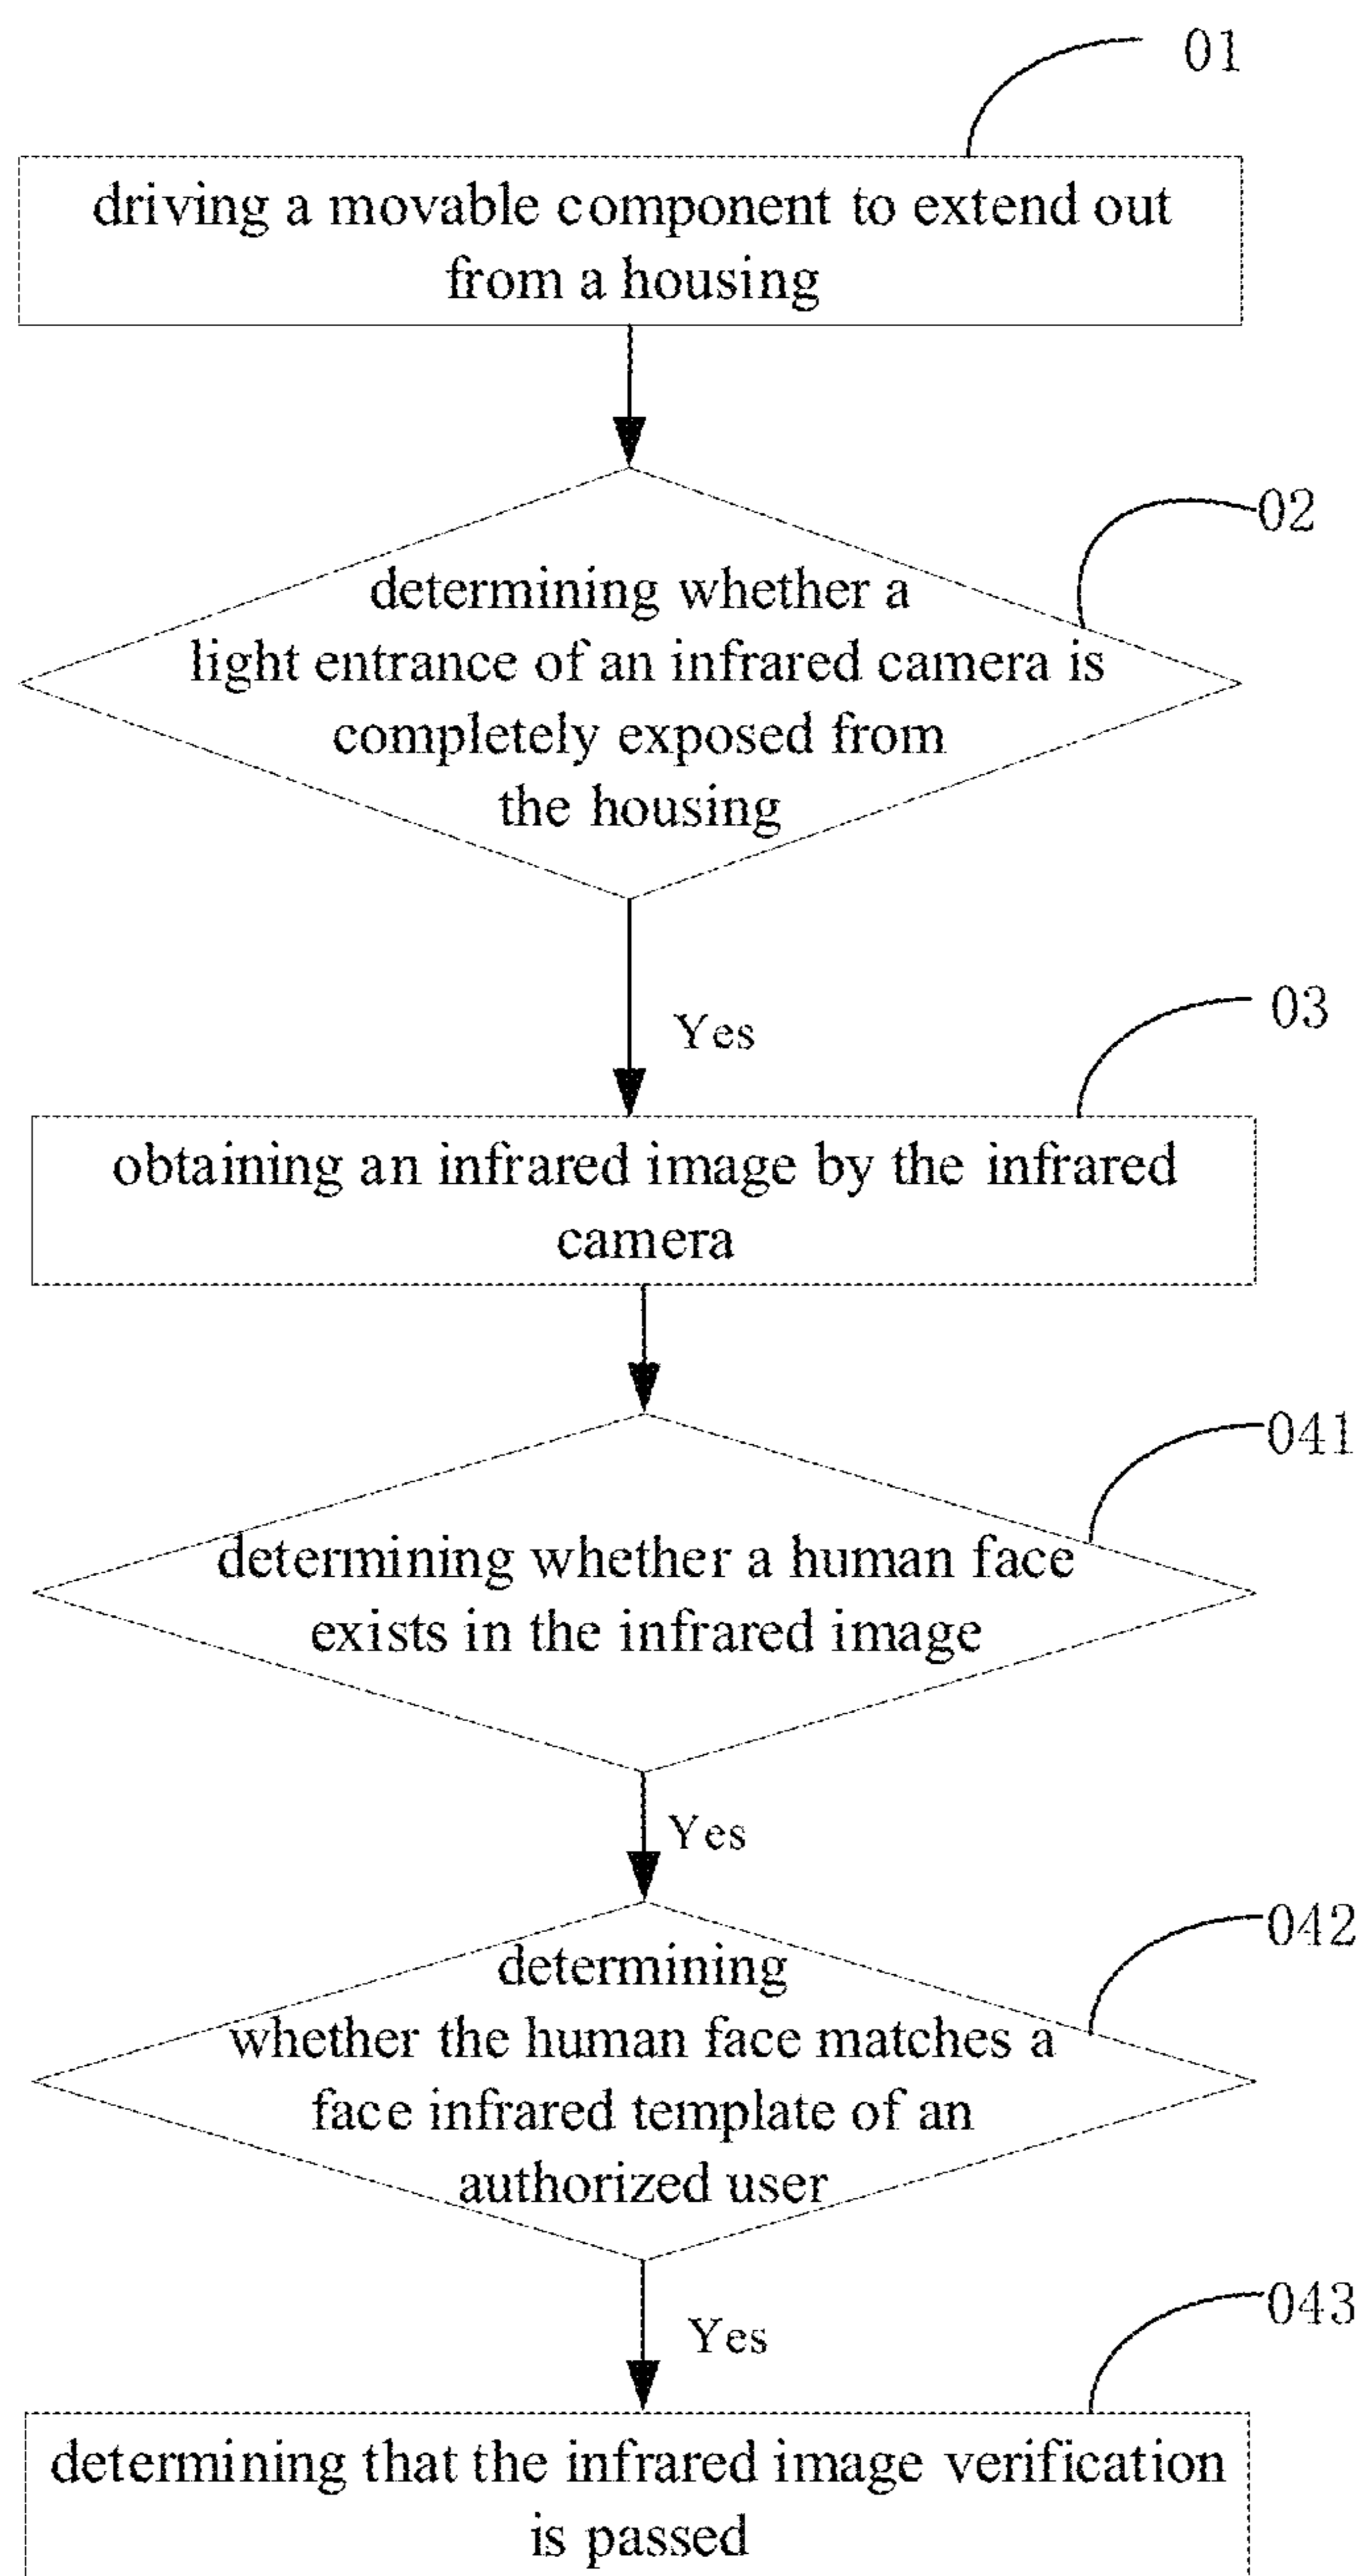 01
driving a movable component to extend out
from a housing
02
determining whether a
light entrance of an infrared camera is
completely exposed from
the housing
Yes
03
obtaining an infrared image by the infrared
camera
041
determining whether a human face
exists in the infrared image
Yes
042
determining
whether the human face matches a
face infrared template of an
authorized user
Yes
043
determining that the infrared image verification
is passed